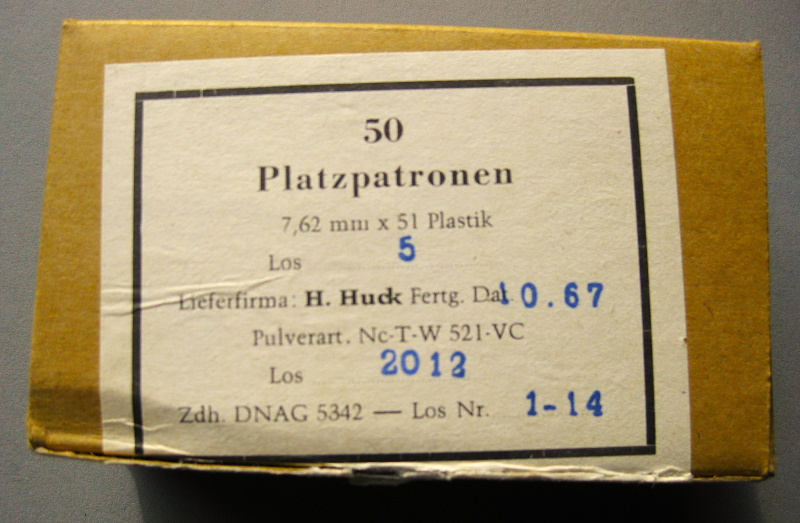 50
Platzpatronen
7,62 mm x 51 Plastik
Los 5
Lieferfirma: H. Huck Fertg. Dat. 10.67
Pulverart. Nc-T-W 521-VC
Los 2012
Zdh. DNAG 5342 — Los Nr. 1-14